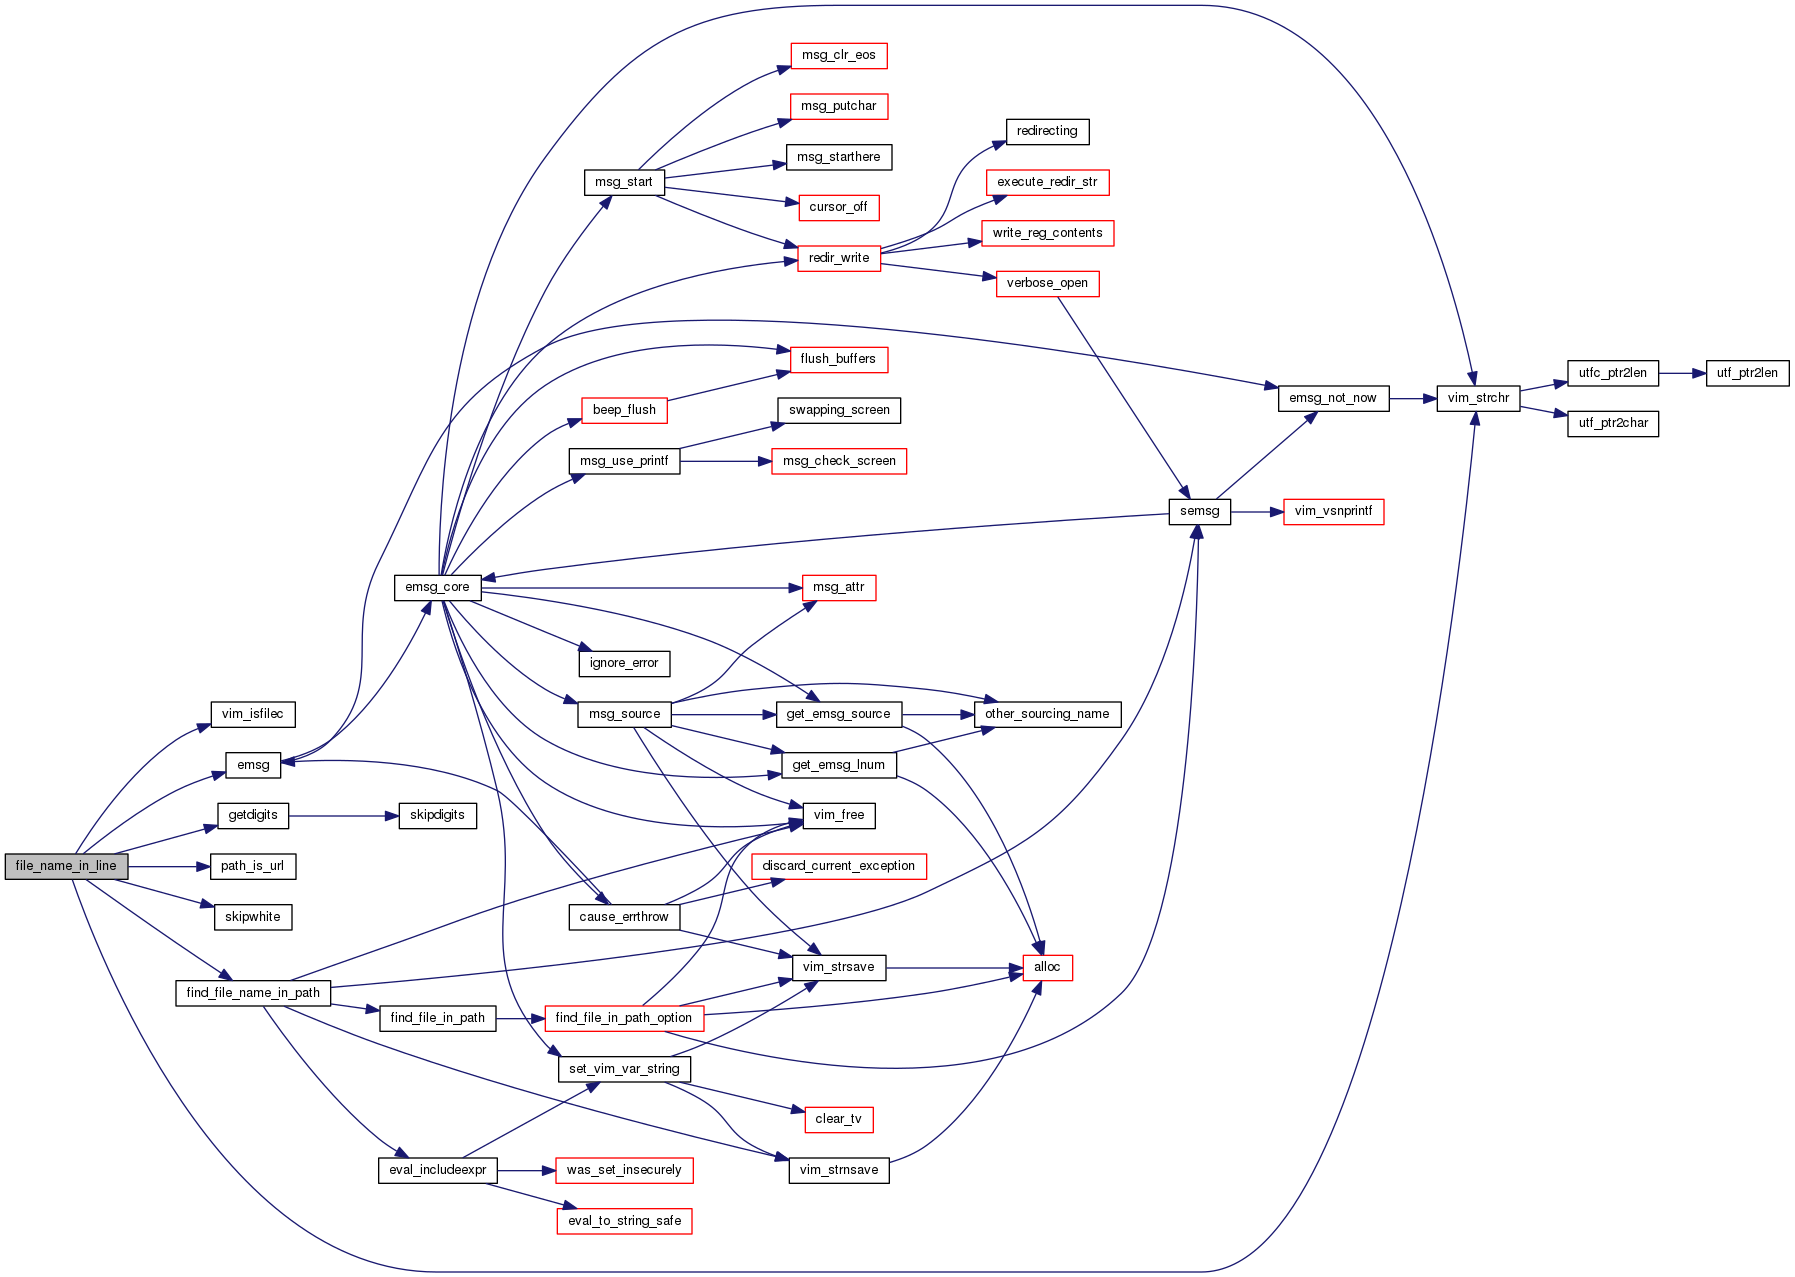 msg_clr_eos
msg_putchar
redirecting
msg_starthere
msg_start
execute_redir_str
cursor_off
write_reg_contents
redir_write
verbose_open
flush_buffers
utfc_ptr2len
utf_ptr2len
emsg_not_now
vim_strchr
beep_flush
swapping_screen
utf_ptr2char
msg_use_printf
msg_check_screen
semsg
vim_vsnprintf
emsg_core
msg_attr
ignore_error
vim_isfilec
msg_source
get_emsg_source
other_sourcing_name
emsg
get_emsg_lnum
getdigits
skipdigits
vim_free
file_name_in_line
path_is_url
discard_current_exception
skipwhite
cause_errthrow
vim_strsave
alloc
find_file_name_in_path
find_file_in_path
find_file_in_path_option
set_vim_var_string
clear_tv
eval_includeexpr
was_set_insecurely
vim_strnsave
eval_to_string_safe